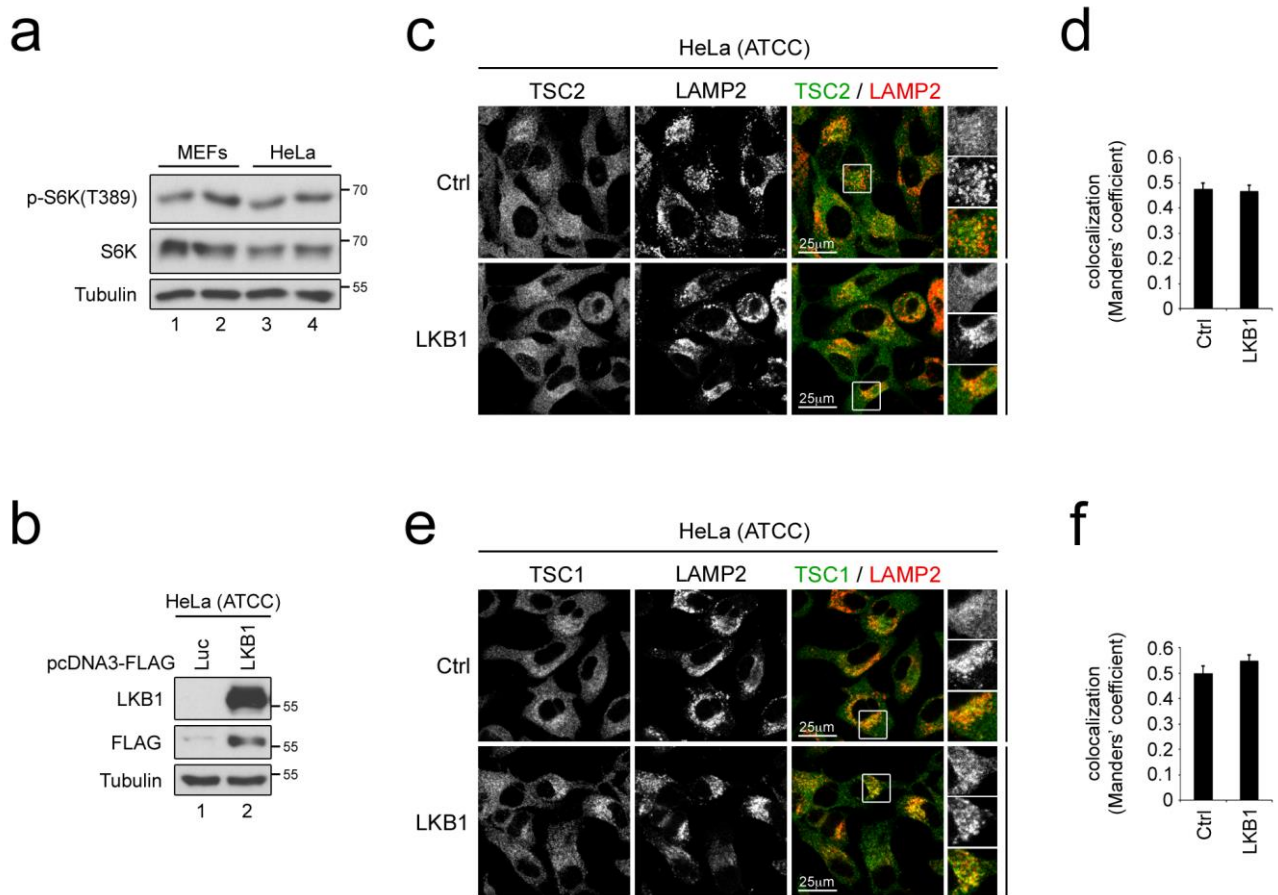 a
MEFs HeLa
p-S6K(T389)
70
S6K
70
Tubulin
55
1 2 3 4
b
HeLa (ATCC)
pcDNA3-FLAG Luc LKB1
LKB1
55
FLAG
55
Tubulin
55
1 2
c
HeLa (ATCC)
TSC2 LAMP2 TSC2 / LAMP2
Ctrl
25µm
LKB1
25µm
d
colocalization
(Manders' coefficient)
0.6
0.5
0.4
0.3
0.2
0.1
0
Ctrl LKB1
e
HeLa (ATCC)
TSC1 LAMP2 TSC1 / LAMP2
Ctrl
25µm
LKB1
25µm
f
colocalization
(Manders' coefficient)
0.6
0.5
0.4
0.3
0.2
0.1
0
Ctrl LKB1